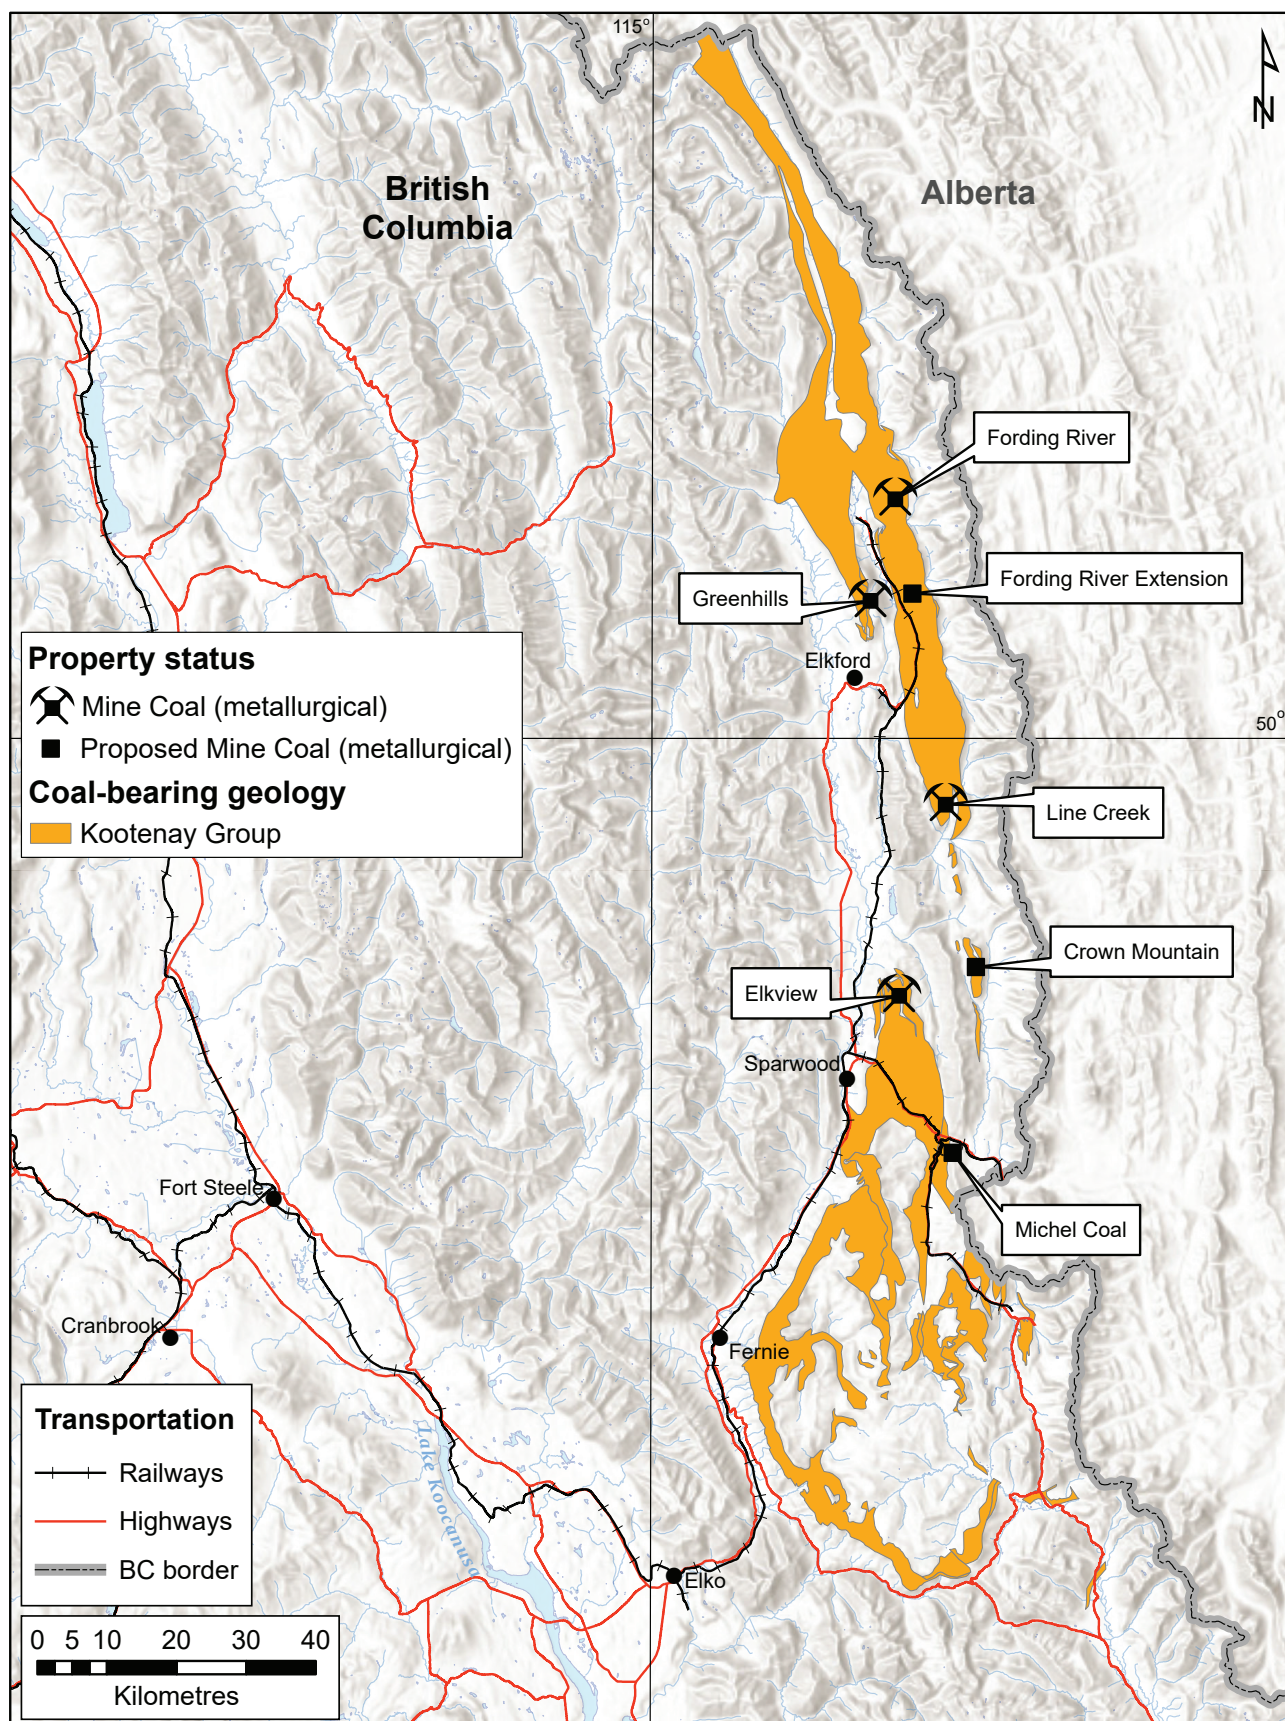 115°
N
British
Columbia
Alberta
Fording River
Fording River Extension
Greenhills
Elkford
Property status
Mine Coal (metallurgical)
Proposed Mine Coal (metallurgical)
Coal-bearing geology
Kootenay Group
50°
Line Creek
Crown Mountain
Elkview
Sparwood
Fort Steele
Michel Coal
Cranbrook
Fernie
Transportation
Railways
Highways
BC border
Lake Koocanusa
Elko
0 5 10 20 30 40
Kilometres